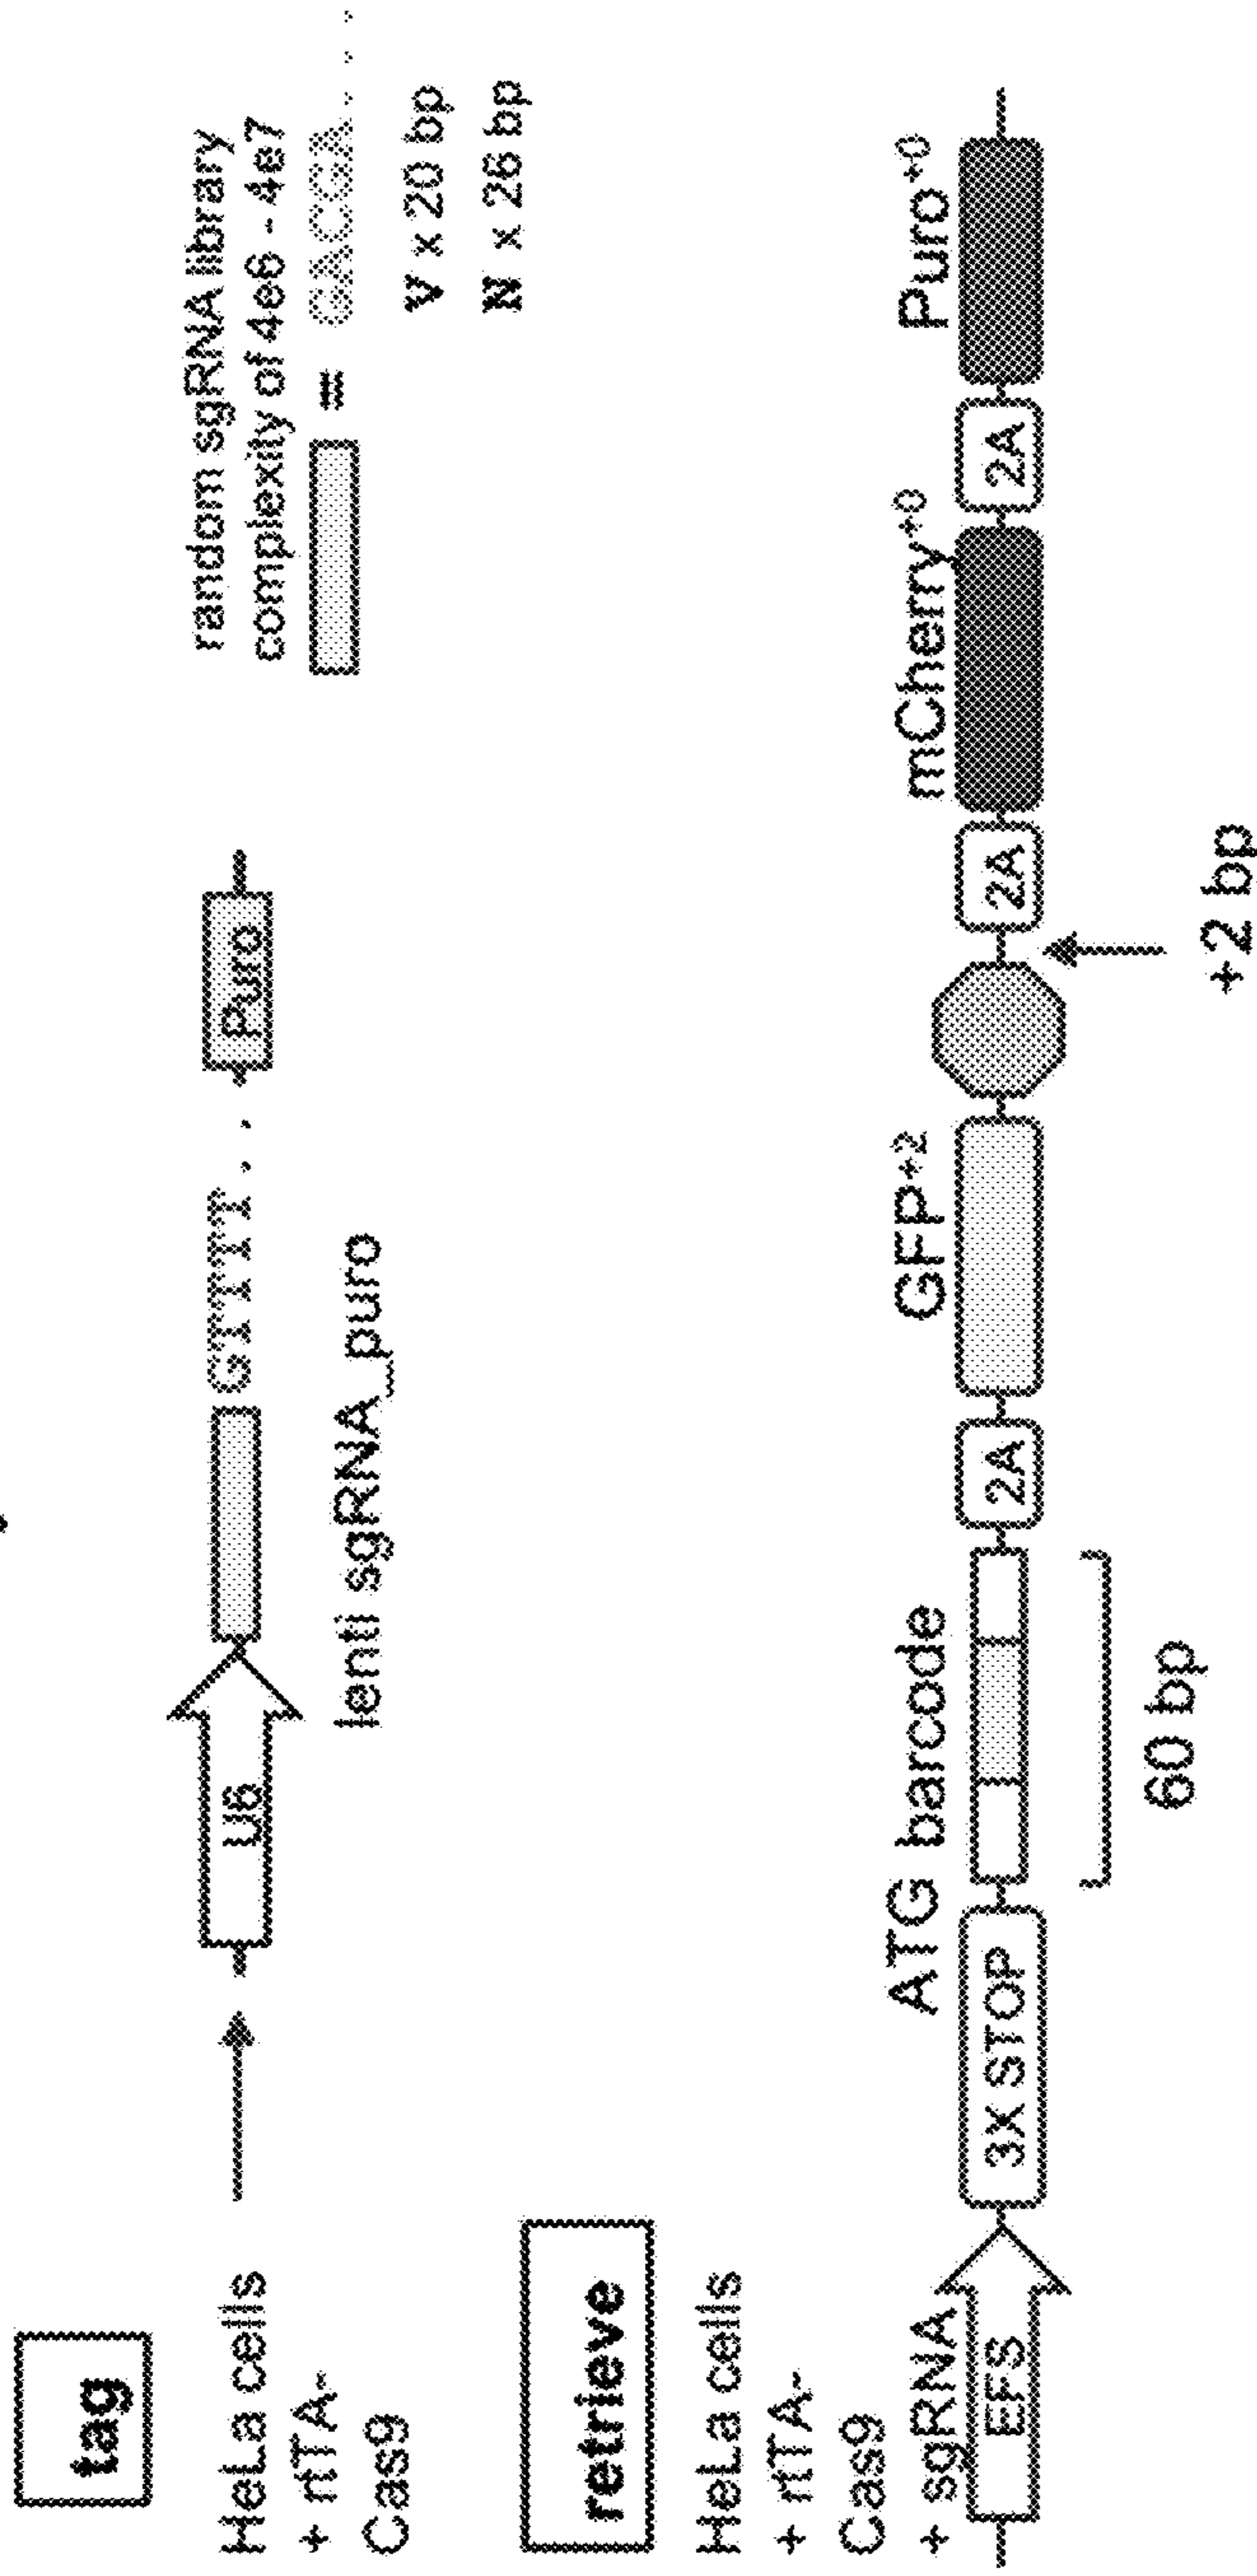 tag
HeLa cells
+ rtTA-
Cas9
U6
GTTTT . .
Puro
lenti sgRNA_puro
random sgRNA library
complexity of 4e6 - 4e7
= GACGA. . .
V x 20 bp
N x 26 bp
retrieve
HeLa cells
+ rtTA-
Cas9
+ sgRNA
EFS
3X STOP
ATG barcode
60 bp
2A
GFP+2
+2 bp
2A
mCherry+0
2A
Puro+0